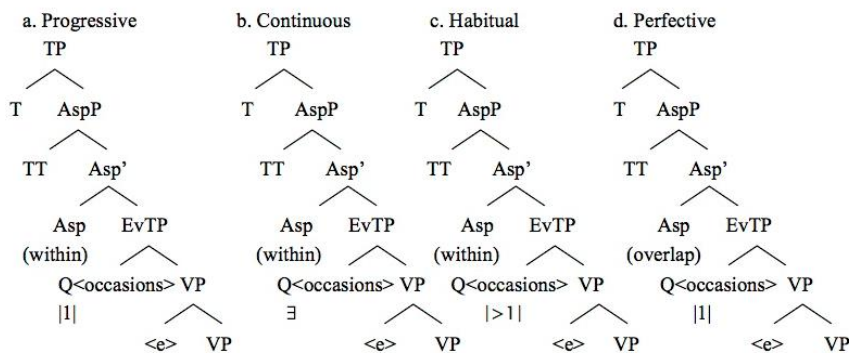 a. Progressive b. Continuous c. Habitual d. Perfective
TP TP TP TP
T AspP T AspP T AspP T AspP
TT Asp’ TT Asp’ TT Asp’ TT Asp’
Asp EvTP Asp EvTP Asp EvTP Asp EvTP
(within) (within) (within) (overlap)
Q<occasions> VP Q<occasions> VP Q<occasions> VP Q<occasions> VP
|1| ∃ |>1| |1|
<e> VP <e> VP <e> VP <e> VP